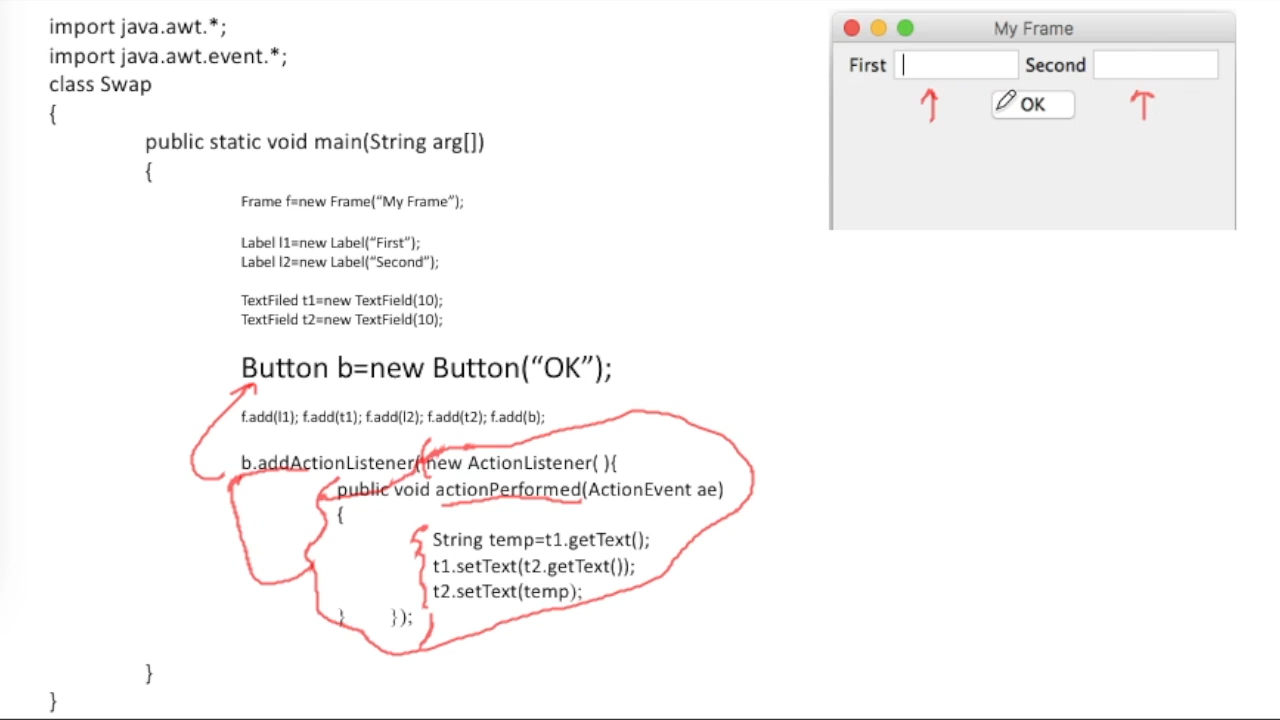 import java.awt.*;
import java.awt.event.*;
class Swap
{
public static void main(String arg[])
{
Frame f=new Frame(“My Frame”);
Label l1=new Label(“First”);
Label l2=new Label(“Second”);
TextFiled t1=new TextField(10);
TextField t2=new TextField(10);
Button b=new Button(“OK”);
f.add(l1); f.add(t1); f.add(l2); f.add(t2); f.add(b);
b.addActionListener( new ActionListener( ){
public void actionPerformed(ActionEvent ae)
{
String temp=t1.getText();
t1.setText(t2.getText());
t2.setText(temp);
} });
}
}
My Frame
First Second
OK